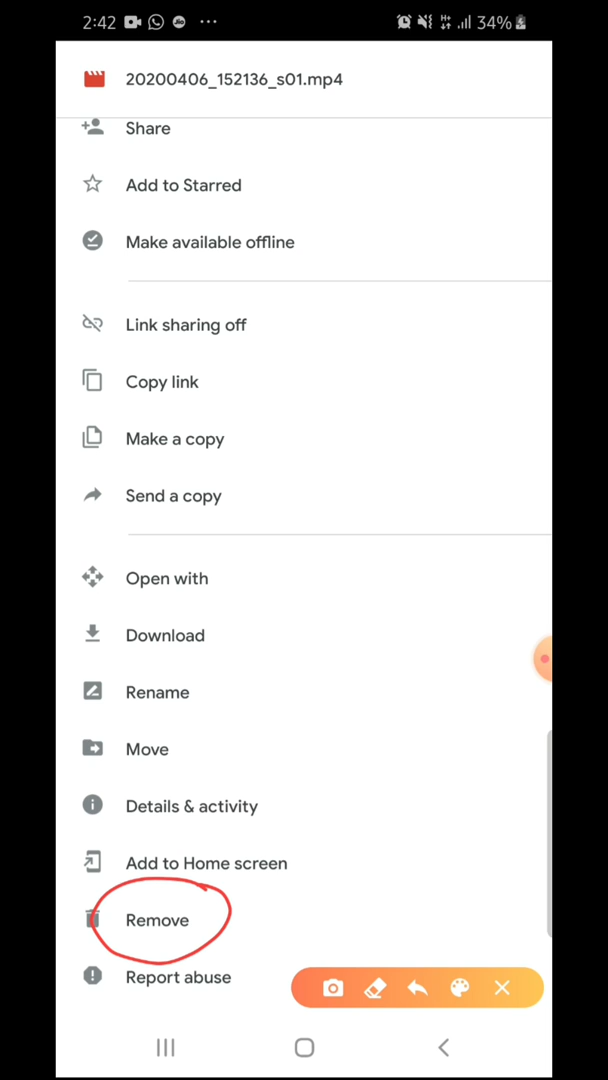 2:42 34%
20200406_152136_s01.mp4
Share
Add to Starred
Make available offline
Link sharing off
Copy link
Make a copy
Send a copy
Open with
Download
Rename
Move
Details & activity
Add to Home screen
Remove
Report abuse